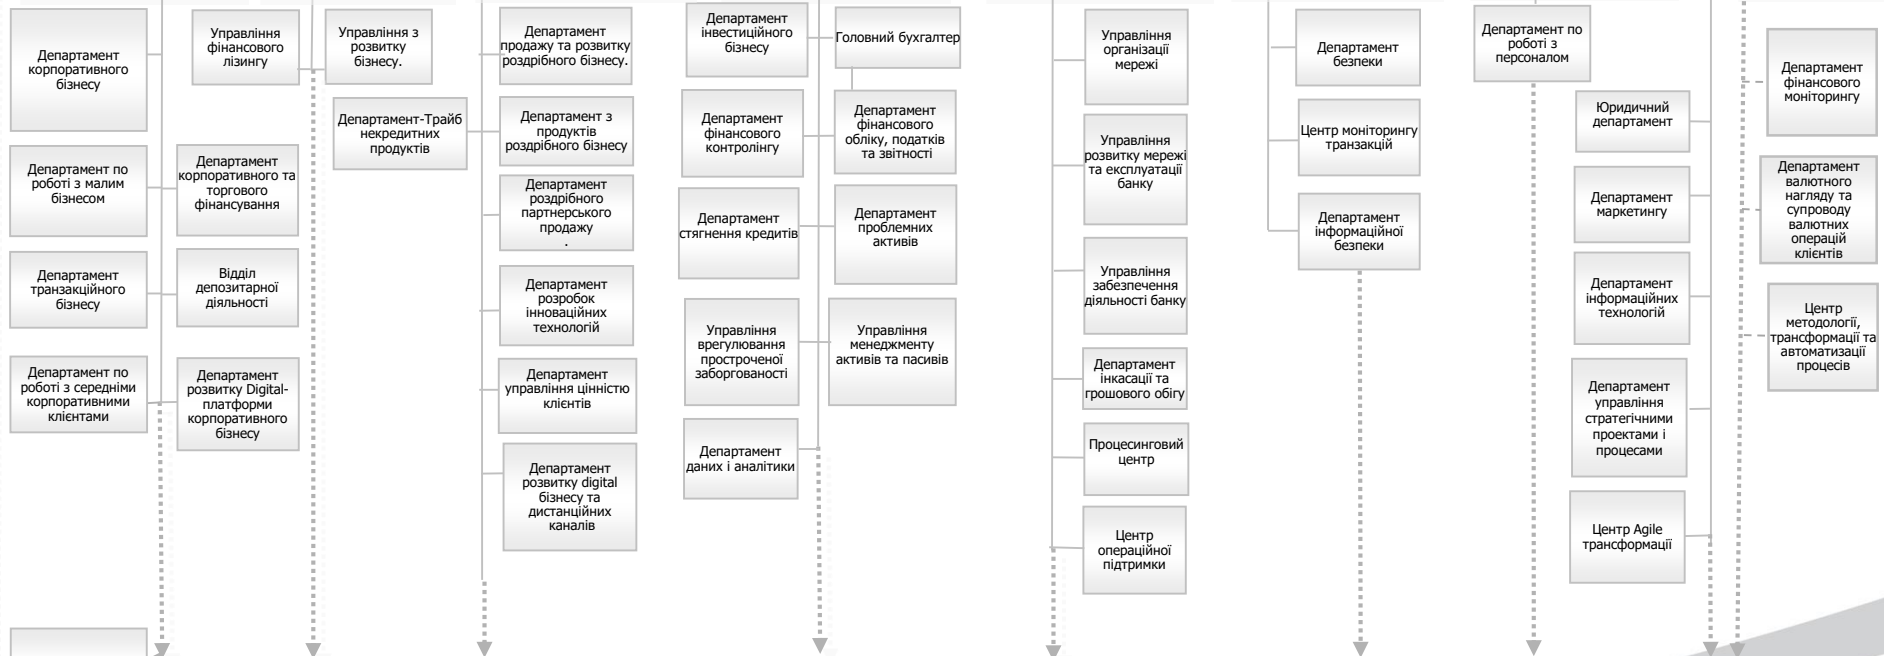 Департамент
корпоративного
бізнесу
Департамент по
роботі з малим
бізнесом
Департамент
транзакційного
бізнесу
Департамент по
роботі з середніми
корпоративними
клієнтами
Управління
фінансового
лізингу
Департамент
корпоративного та
торгового
фінансування
Відділ
депозитарної
діяльності
Департамент
розвитку Digital-
платформи
корпоративного
бізнесу
Управління з
розвитку
бізнесу.
Департамент-Трайб
некредитних
продуктів
Департамент
продажу та розвитку
роздрібного бізнесу.
Департамент з
продуктів
роздрібного бізнесу
Департамент
роздрібного
партнерського
продажу
.
Департамент
розробок
інноваційних
технологій
Департамент
управління цінністю
клієнтів
Департамент
розвитку digital
бізнесу та
дистанційних
каналів
Департамент
інвестиційного
бізнесу
Департамент
фінансового
контролінгу
Департамент
стягнення кредитів
Управління
врегулювання
простроченої
заборгованості
Департамент
даних і аналітики
Головний бухгалтер
Департамент
фінансового
обліку, податків
та звітності
Департамент
проблемних
активів
Управління
менеджменту
активів та пасивів
Управління
організації
мережі
Управління
розвитку мережі
та експлуатації
банку
Управління
забезпечення
діяльності банку
Департамент
інкасації та
грошового обігу
Процесинговий
центр
Центр
операційної
підтримки
Департамент
безпеки
Центр моніторингу
транзакцій
Департамент
інформаційної
безпеки
Департамент по
роботі з
персоналом
Юридичний
департамент
Департамент
маркетингу
Департамент
інформаційних
технологій
Департамент
управління
стратегічними
проектами і
процесами
Центр Agile
трансформації
Департамент
фінансового
моніторингу
Департамент
валютного
нагляду та
супроводу
валютних
операцій
клієнтів
Центр
методології,
трансформації та
автоматизації
процесів